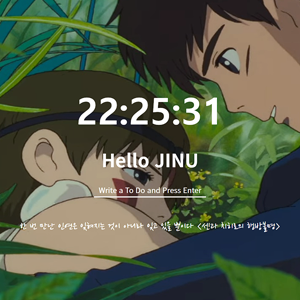 22:25:31
Hello JINU
Write a To Do and Press Enter
한 번 만난 인연은 잊혀지는 것이 아니라 잊고 있을 뿐이다 <센과 치히로의 행방불명>